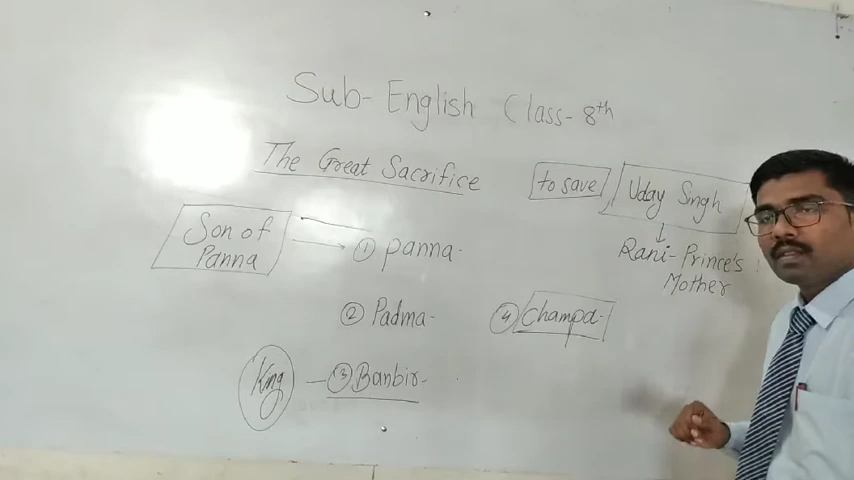 Sub- English Class- 8th
The Great Sacrifice
to save
Uday Singh
Rani- Prince's
Mother
Son of
Panna
① panna-
② Padma-
④ Champa-
King
③ Banbir-